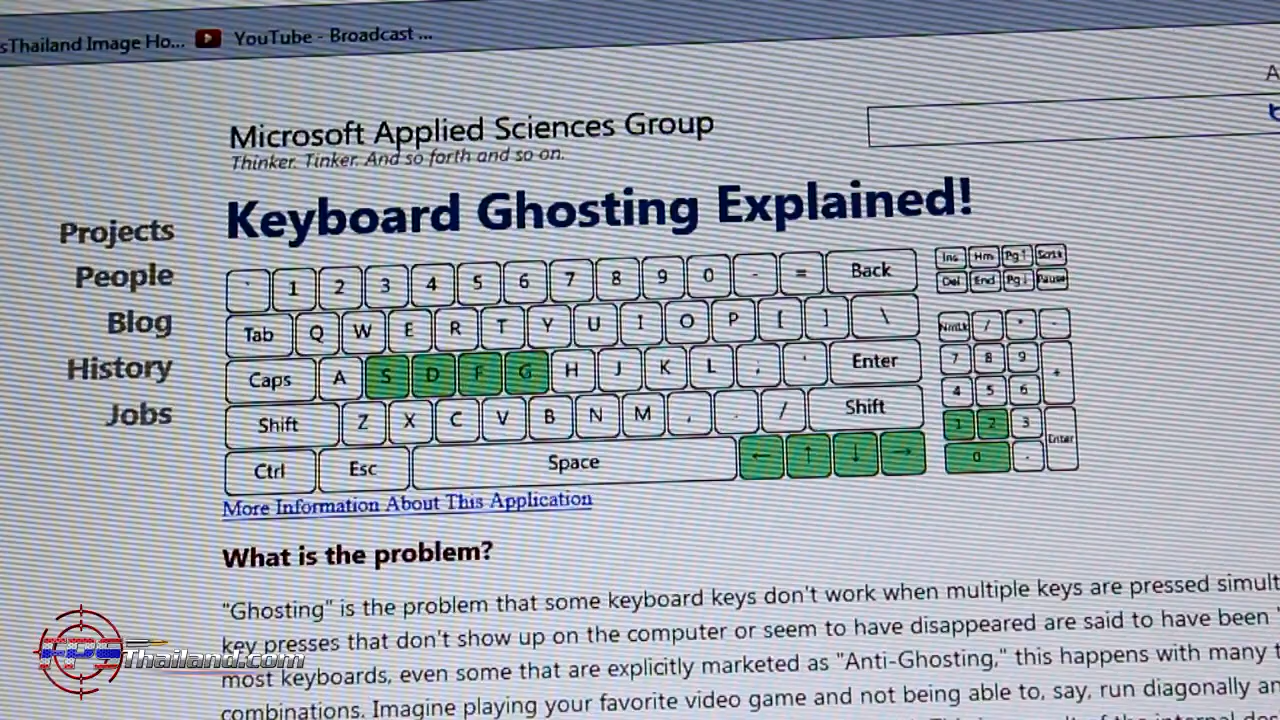 sThailand Image Ho... YouTube - Broadcast ...
Microsoft Applied Sciences Group
Thinker. Tinker. And so forth and so on.
Keyboard Ghosting Explained!
Projects
People
Blog
History
Jobs
` 1 2 3 4 5 6 7 8 9 0 - = Back
Tab Q W E R T Y U I O P [ ] \
Caps A S D F G H J K L ; ' Enter
Shift Z X C V B N M , . / Shift
Ctrl Esc Space ← ↑ ↓ →
Ins Hm Pg↑ ScrLk
Del End Pg↓ Pause
NmLk / * -
7 8 9 +
4 5 6
1 2 3 Enter
0 .
More Information About This Application
What is the problem?
"Ghosting" is the problem that some keyboard keys don't work when multiple keys are pressed simult
key presses that don't show up on the computer or seem to have disappeared are said to have been
most keyboards, even some that are explicitly marketed as "Anti-Ghosting," this happens with many
combinations. Imagine playing your favorite video game and not being able to, say, run diagonally an
FPSThailand.com